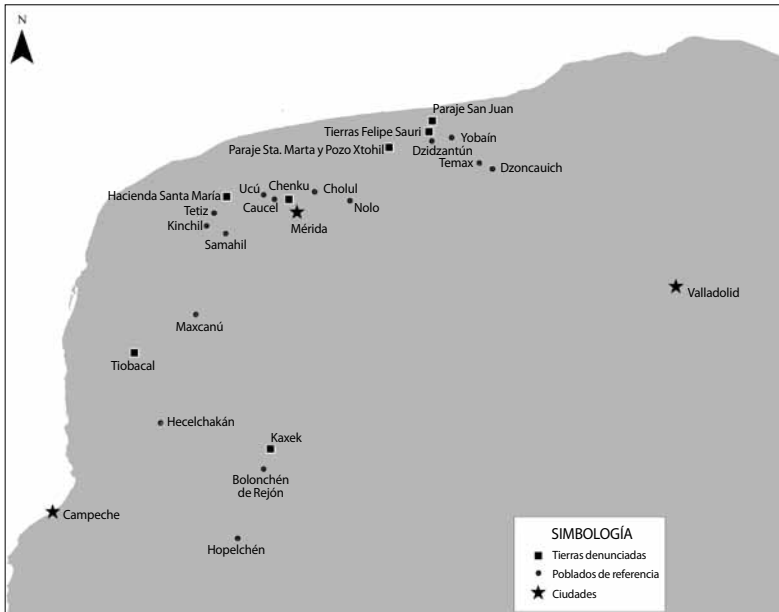 N
Paraje San Juan
Tierras Felipe Sauri
Yobaín
Paraje Sta. Marta y Pozo Xtohil
Dzidzantún
Temax
Dzoncauich
Ucú
Chenku
Cholul
Hacienda Santa María
Caucel
Nolo
Tetiz
Mérida
Kinchil
Samahil
Valladolid
Maxcanú
Tiobacal
Hecelchakán
Kaxek
Bolonchén
de Rejón
Campeche
Hopelchén
SIMBOLOGÍA
Tierras denunciadas
Poblados de referencia
Ciudades